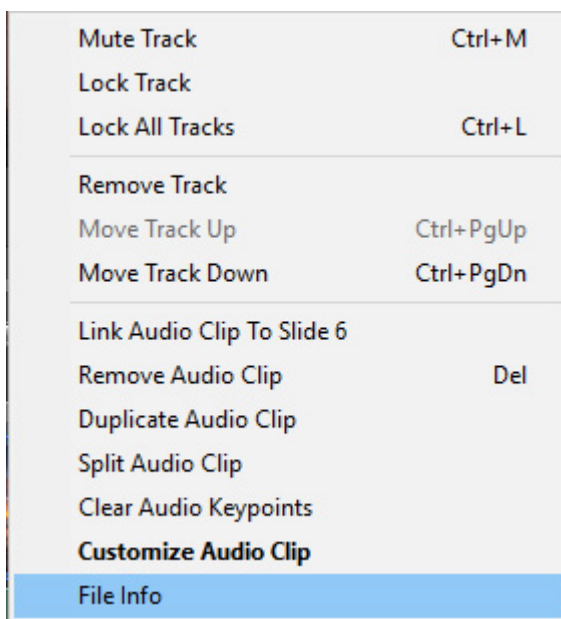 Mute Track Ctrl+M
Lock Track
Lock All Tracks Ctrl+L
Remove Track
Move Track Up Ctrl+PgUp
Move Track Down Ctrl+PgDn
Link Audio Clip To Slide 6
Remove Audio Clip Del
Duplicate Audio Clip
Split Audio Clip
Clear Audio Keypoints
Customize Audio Clip
File Info